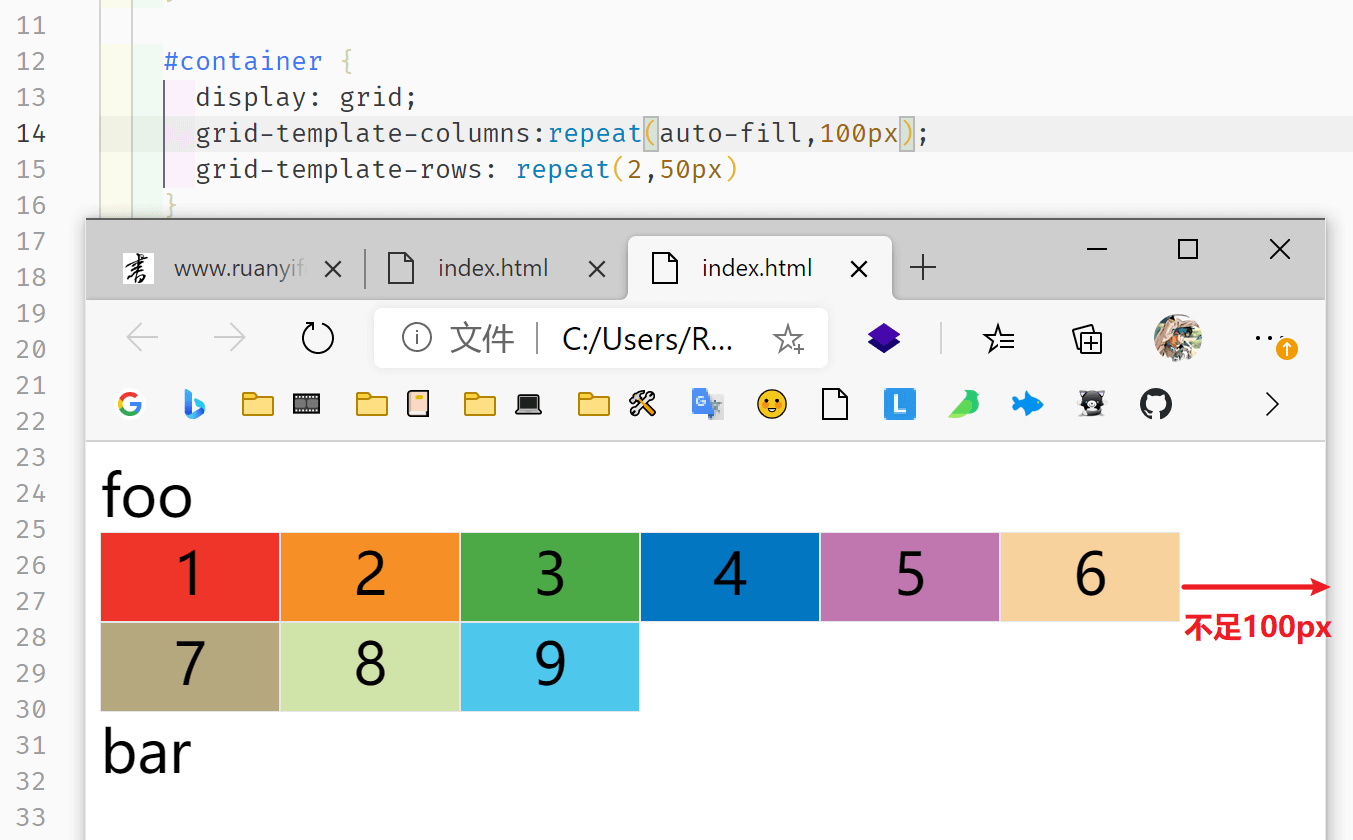 11
12 #container {
13 display: grid;
14 grid-template-columns:repeat(auto-fill,100px);
15 grid-template-rows: repeat(2,50px)
16 }
17
18 www.ruanyif index.html index.html
19
20 文件 C:/Users/R...
21
22
23
24 foo
25
26 1 2 3 4 5 6
27
28 不足100px
29 7 8 9
30
31 bar
32
33